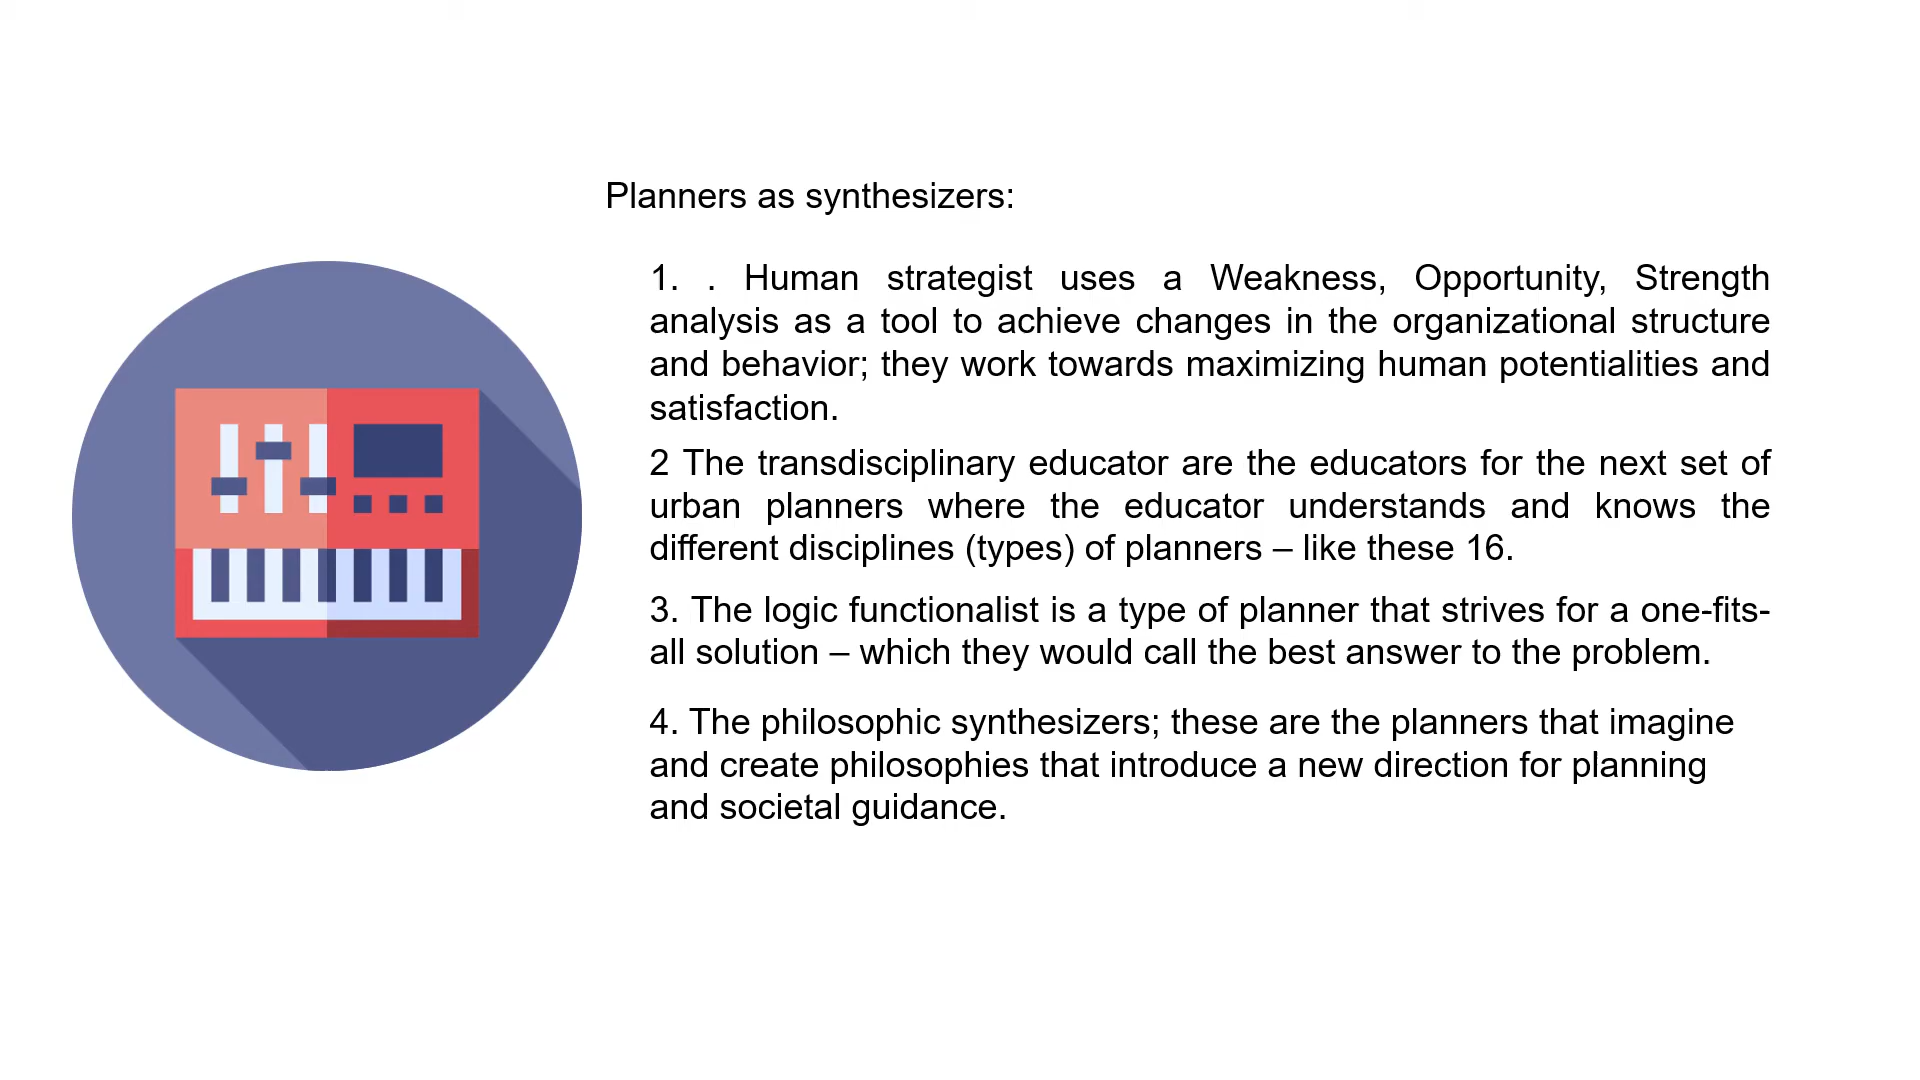 Planners as synthesizers:
1. . Human strategist uses a Weakness, Opportunity, Strength
analysis as a tool to achieve changes in the organizational structure
and behavior; they work towards maximizing human potentialities and
satisfaction.
2 The transdisciplinary educator are the educators for the next set of
urban planners where the educator understands and knows the
different disciplines (types) of planners – like these 16.
3. The logic functionalist is a type of planner that strives for a one-fits-
all solution – which they would call the best answer to the problem.
4. The philosophic synthesizers; these are the planners that imagine
and create philosophies that introduce a new direction for planning
and societal guidance.